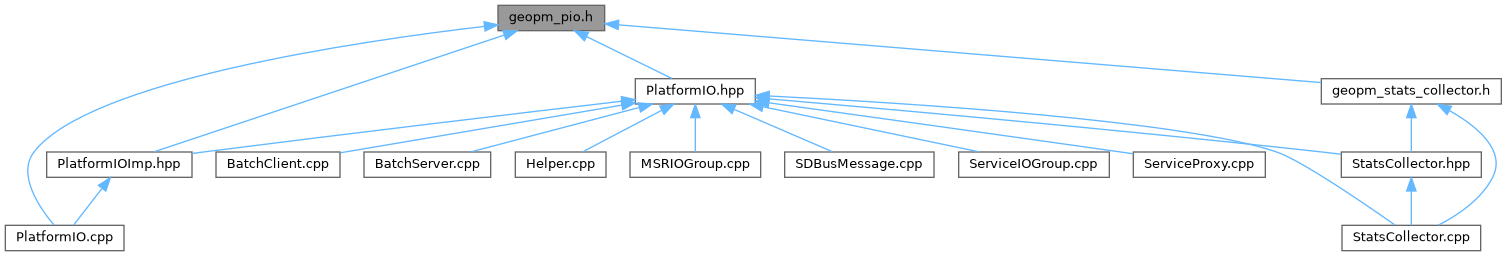 geopm_pio.h
PlatformIO.hpp
geopm_stats_collector.h
PlatformIOImp.hpp
BatchClient.cpp
BatchServer.cpp
Helper.cpp
MSRIOGroup.cpp
SDBusMessage.cpp
ServiceIOGroup.cpp
ServiceProxy.cpp
StatsCollector.hpp
PlatformIO.cpp
StatsCollector.cpp